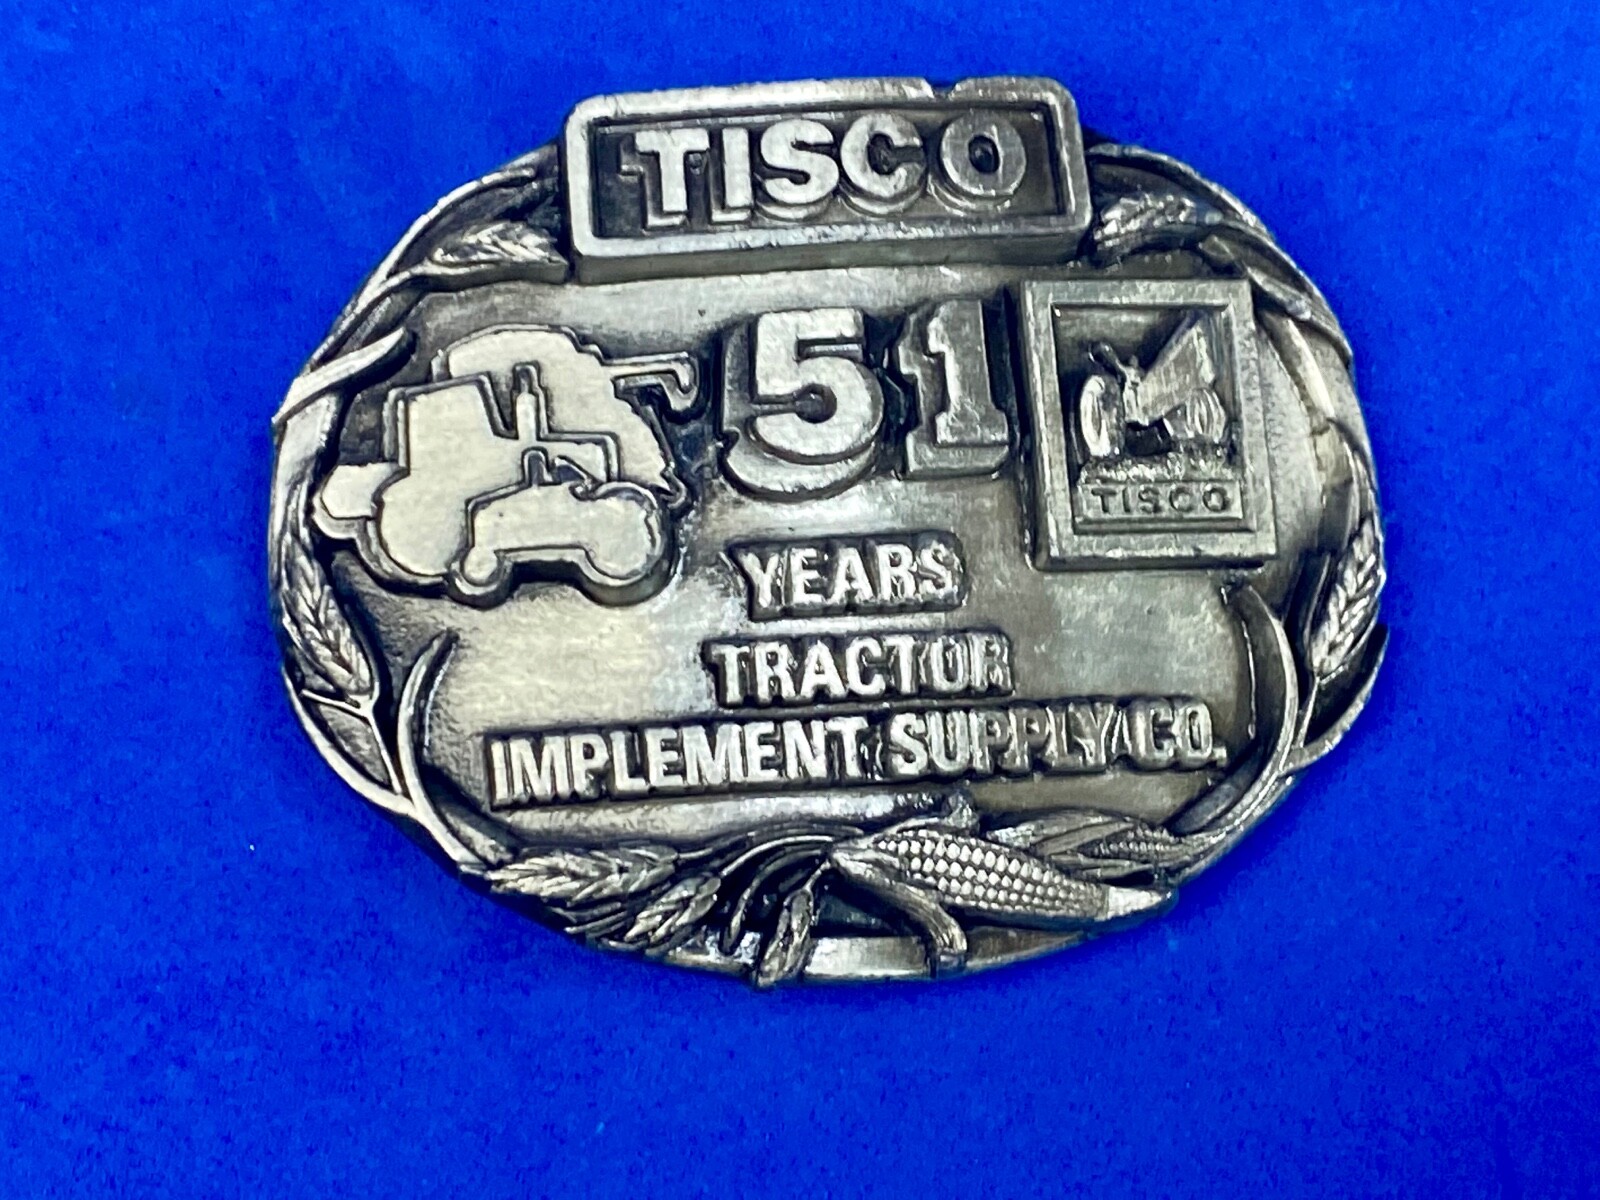 TISCO
51
TISCO
YEARS
TRACTOR
IMPLEMENT SUPPLY CO.